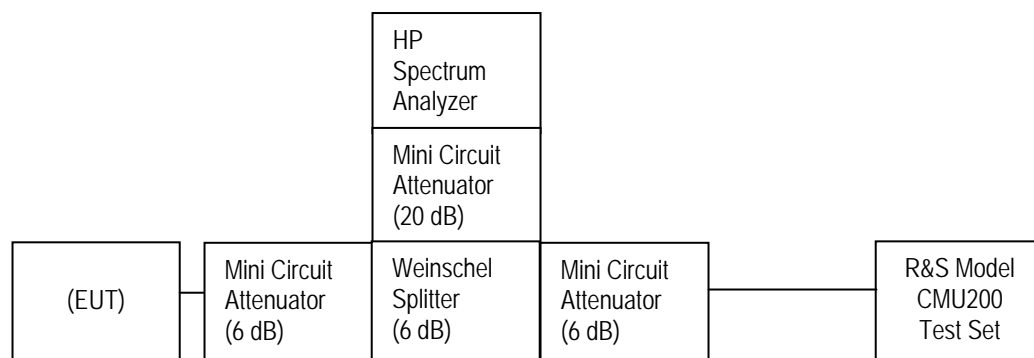 HP
Spectrum
Analyzer
Mini Circuit
Attenuator
(20 dB)
(EUT)
Mini Circuit
Attenuator
(6 dB)
Weinschel
Splitter
(6 dB)
Mini Circuit
Attenuator
(6 dB)
R&S Model
CMU200
Test Set